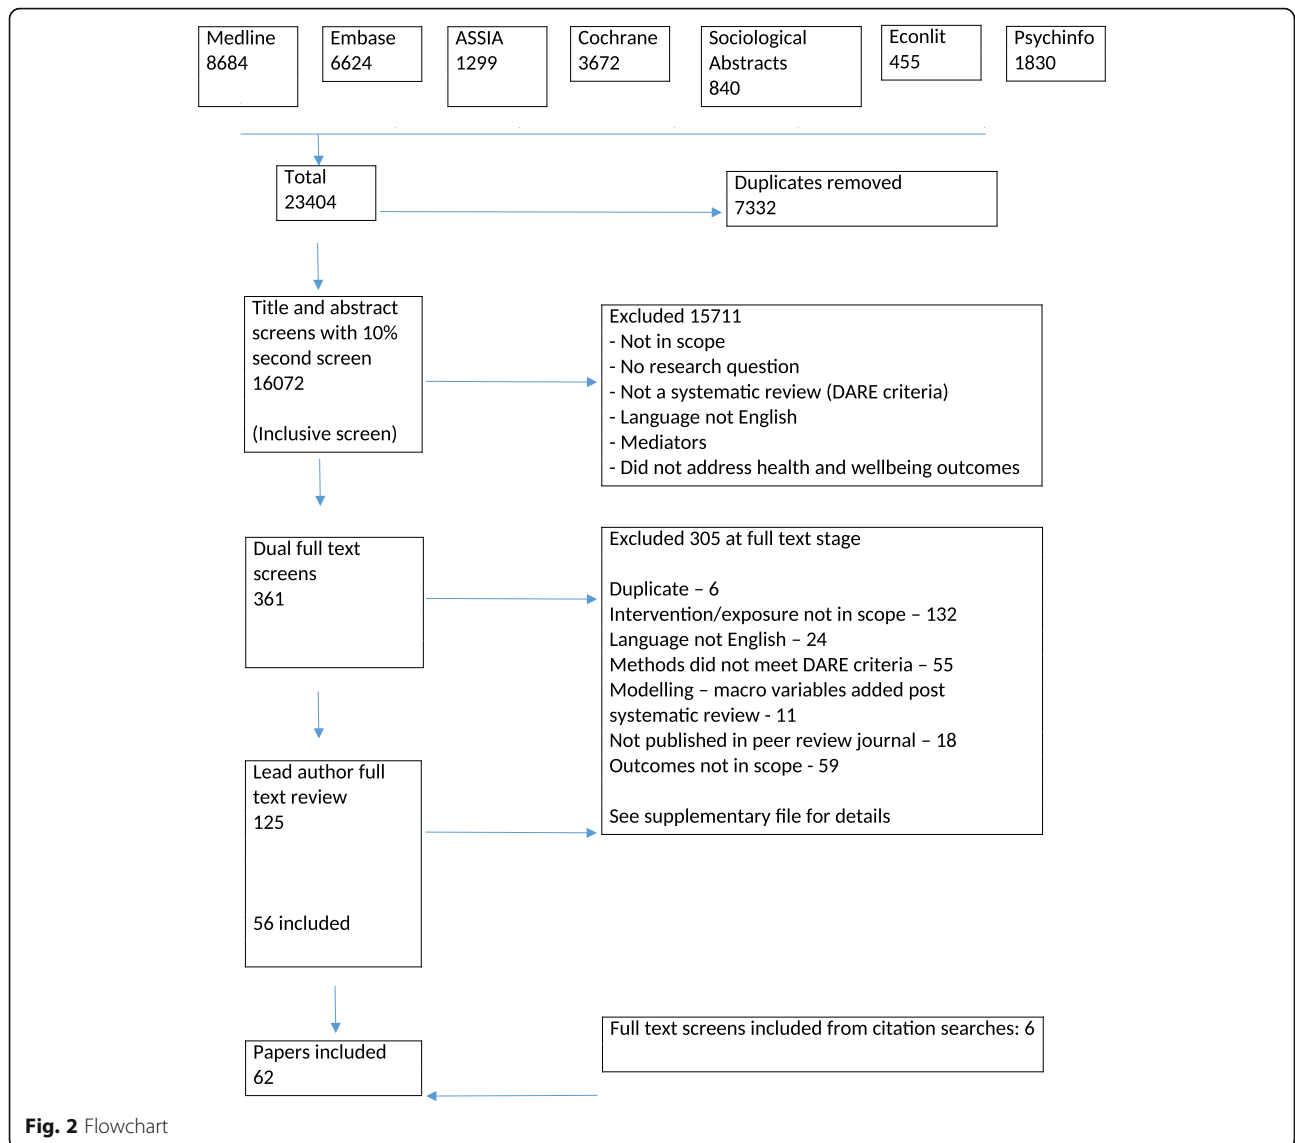 Medline
8684
Embase
6624
ASSIA
1299
Cochrane
3672
Sociological
Abstracts
840
Econlit
455
Psychinfo
1830
Total
23404
Duplicates removed
7332
Title and abstract
screens with 10%
second screen
16072
(Inclusive screen)
Excluded 15711
- Not in scope
- No research question
- Not a systematic review (DARE criteria)
- Language not English
- Mediators
- Did not address health and wellbeing outcomes
Dual full text
screens
361
Excluded 305 at full text stage
Duplicate – 6
Intervention/exposure not in scope – 132
Language not English – 24
Methods did not meet DARE criteria – 55
Modelling – macro variables added post
systematic review - 11
Not published in peer review journal – 18
Outcomes not in scope - 59
See supplementary file for details
Lead author full
text review
125
56 included
Full text screens included from citation searches: 6
Papers included
62
Fig. 2 Flowchart